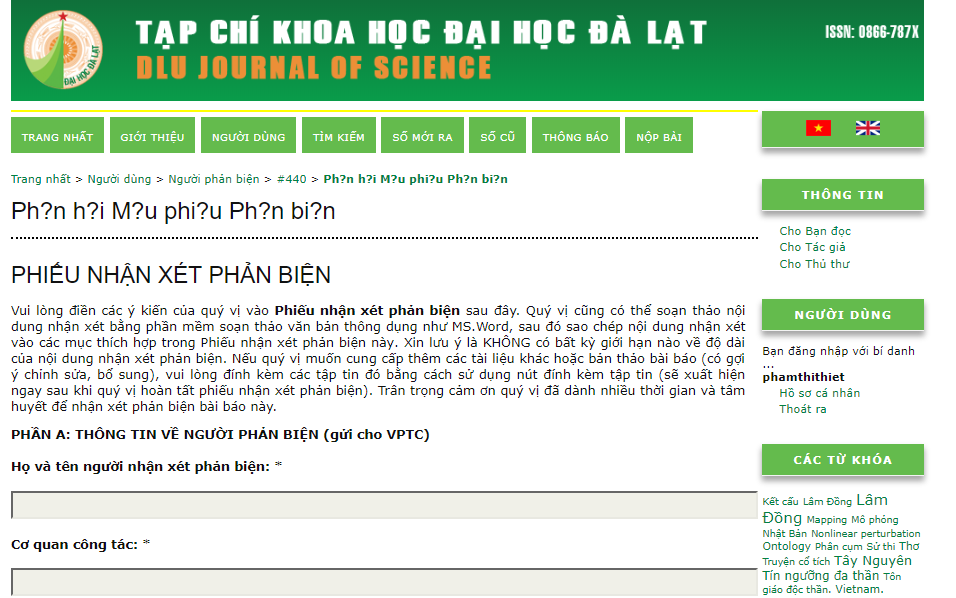 TẠP CHÍ KHOA HỌC ĐẠI HỌC ĐÀ LẠT
DLU JOURNAL OF SCIENCE
ISSN: 0866-787X
ĐẠI HỌC ĐÀ LẠT
TRANG NHẤT GIỚI THIỆU NGƯỜI DÙNG TÌM KIẾM SỐ MỚI RA SỐ CŨ THÔNG BÁO NỘP BÀI
Trang nhất > Người dùng > Người phản biện > #440 > Ph?n h?i M?u phi?u Ph?n bi?n
Ph?n h?i M?u phi?u Ph?n bi?n
PHIẾU NHẬN XÉT PHẢN BIỆN
Vui lòng điền các ý kiến của quý vị vào Phiếu nhận xét phản biện sau đây. Quý vị cũng có thể soạn thảo nội
dung nhận xét bằng phần mềm soạn thảo văn bản thông dụng như MS.Word, sau đó sao chép nội dung nhận xét
vào các mục thích hợp trong Phiếu nhận xét phản biện này. Xin lưu ý là KHÔNG có bất kỳ giới hạn nào về độ dài
của nội dung nhận xét phản biện. Nếu quý vị muốn cung cấp thêm các tài liệu khác hoặc bản thảo bài báo (có gợi
ý chỉnh sửa, bổ sung), vui lòng đính kèm các tập tin đó bằng cách sử dụng nút đính kèm tập tin (sẽ xuất hiện
ngay sau khi quý vị hoàn tất phiếu nhận xét phản biện). Trân trọng cảm ơn quý vị đã dành nhiều thời gian và tâm
huyết để nhận xét phản biện bài báo này.
PHẦN A: THÔNG TIN VỀ NGƯỜI PHẢN BIỆN (gửi cho VPTC)
Họ và tên người nhận xét phản biện: *
Cơ quan công tác: *
THÔNG TIN
Cho Bạn đọc
Cho Tác giả
Cho Thủ thư
NGƯỜI DÙNG
Bạn đăng nhập với bí danh
...
phamthithiet
Hồ sơ cá nhân
Thoát ra
CÁC TỪ KHÓA
Kết cấu Lâm Đồng Lâm
Đồng Mapping Mô phỏng
Nhật Bản Nonlinear perturbation
Ontology Phân cụm Sử thi Thơ
Truyện cổ tích Tây Nguyên
Tín ngưỡng đa thần Tôn
giáo độc thần. Vietnam.